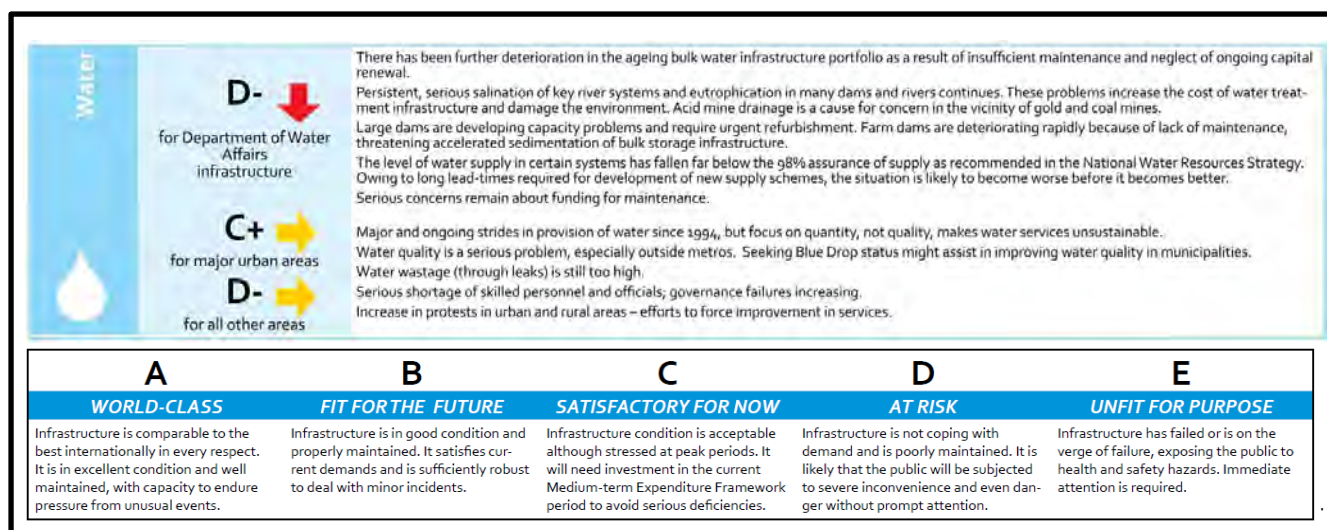 Water
D-
for Department of Water
Affairs
infrastructure
There has been further deterioration in the ageing bulk water infrastructure portfolio as a result of insufficient maintenance and neglect of ongoing capital
renewal.
Persistent, serious salination of key river systems and eutrophication in many dams and rivers continues. These problems increase the cost of water treat-
ment infrastructure and damage the environment. Acid mine drainage is a cause for concern in the vicinity of gold and coal mines.
Large dams are developing capacity problems and require urgent refurbishment. Farm dams are deteriorating rapidly because of lack of maintenance,
threatening accelerated sedimentation of bulk storage infrastructure.
The level of water supply in certain systems has fallen far below the 98% assurance of supply as recommended in the National Water Resources Strategy.
Owing to long lead-times required for development of new supply schemes, the situation is likely to become worse before it becomes better.
Serious concerns remain about funding for maintenance.
C+
for major urban areas
D-
for all other areas
Major and ongoing strides in provision of water since 1994, but focus on quantity, not quality, makes water services unsustainable.
Water quality is a serious problem, especially outside metros. Seeking Blue Drop status might assist in improving water quality in municipalities.
Water wastage (through leaks) is still too high.
Serious shortage of skilled personnel and officials; governance failures increasing.
Increase in protests in urban and rural areas – efforts to force improvement in services.
A
WORLD-CLASS
Infrastructure is comparable to the
best internationally in every respect.
It is in excellent condition and well
maintained, with capacity to endure
pressure from unusual events.
B
FIT FOR THE FUTURE
Infrastructure is in good condition and
properly maintained. It satisfies cur-
rent demands and is sufficiently robust
to deal with minor incidents.
C
SATISFACTORY FOR NOW
Infrastructure condition is acceptable
although stressed at peak periods. It
will need investment in the current
Medium-term Expenditure Framework
period to avoid serious deficiencies.
D
AT RISK
Infrastructure is not coping with
demand and is poorly maintained. It is
likely that the public will be subjected
to severe inconvenience and even dan-
ger without prompt attention.
E
UNFIT FOR PURPOSE
Infrastructure has failed or is on the
verge of failure, exposing the public to
health and safety hazards. Immediate
attention is required.
.